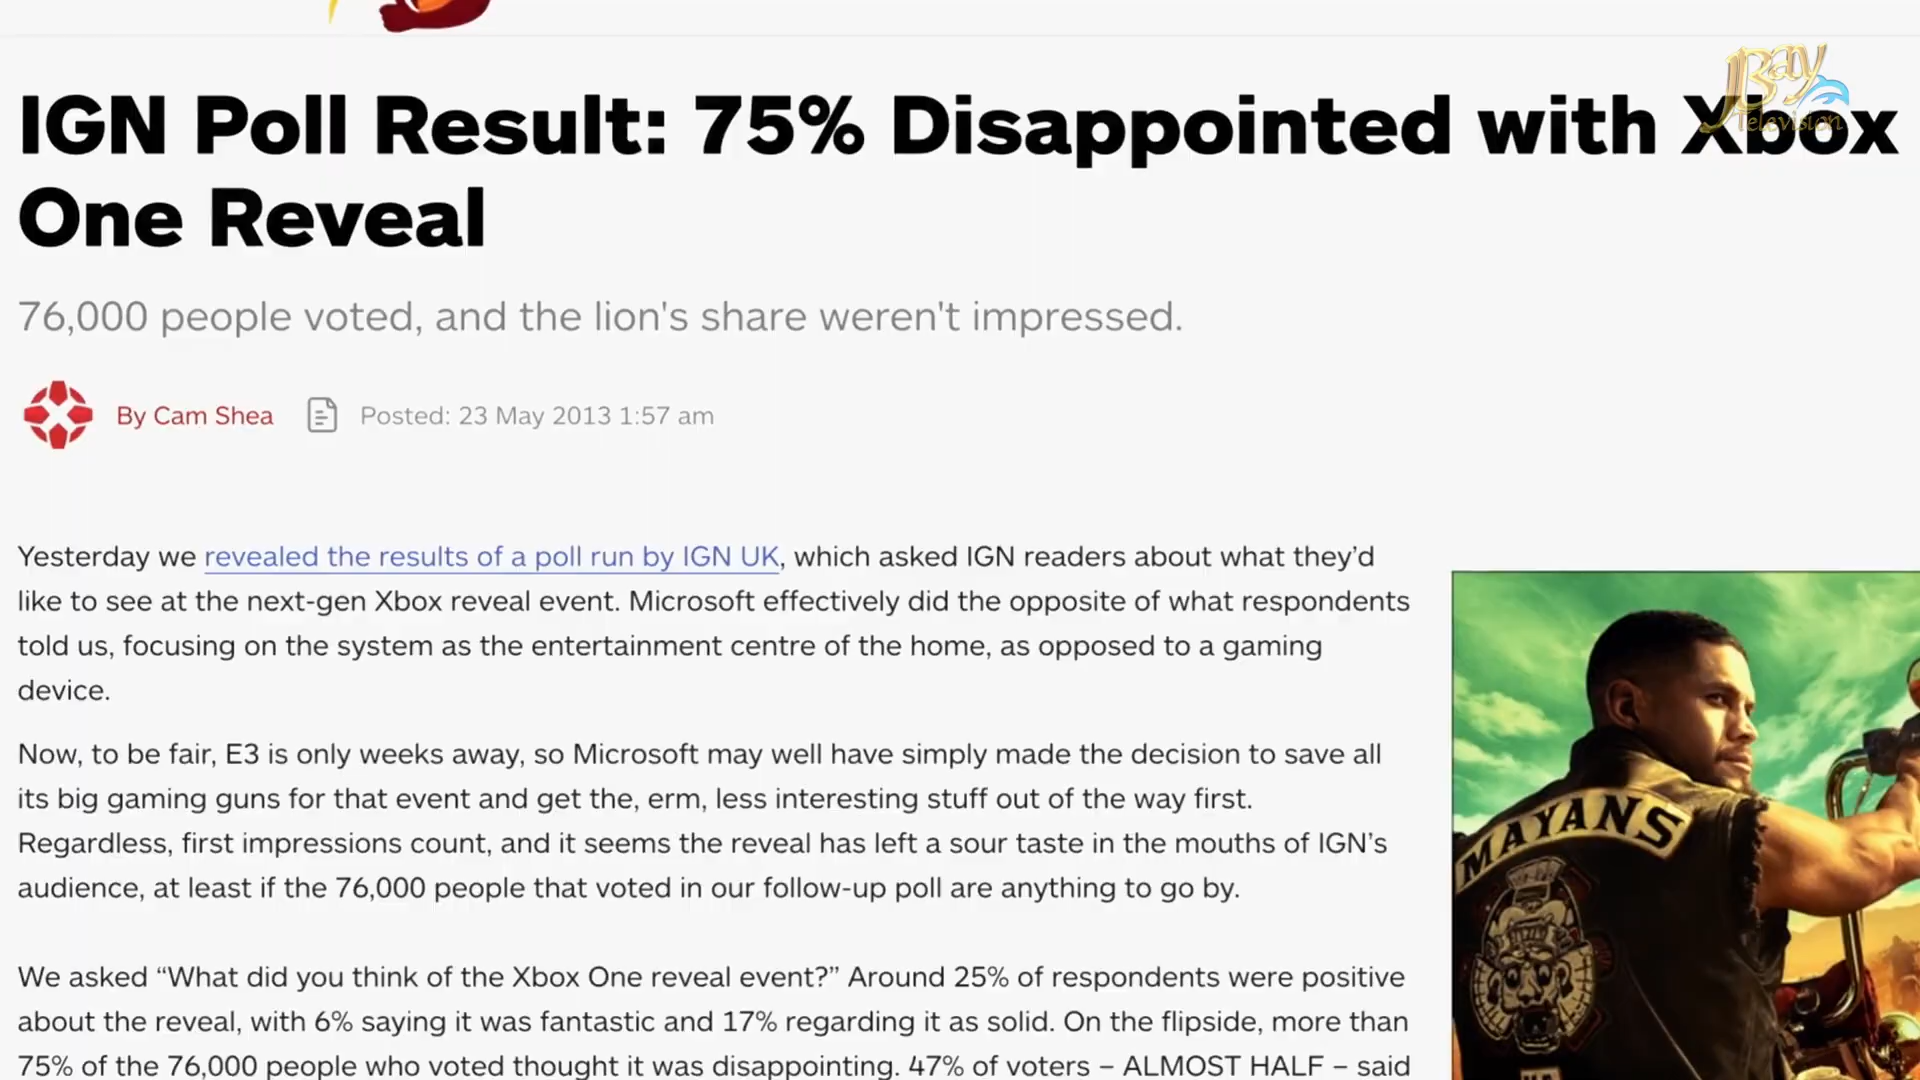 JBay
Television
IGN Poll Result: 75% Disappointed with Xbox
One Reveal
76,000 people voted, and the lion's share weren't impressed.
By Cam Shea
Posted: 23 May 2013 1:57 am
Yesterday we revealed the results of a poll run by IGN UK, which asked IGN readers about what they’d
like to see at the next-gen Xbox reveal event. Microsoft effectively did the opposite of what respondents
told us, focusing on the system as the entertainment centre of the home, as opposed to a gaming
device.
Now, to be fair, E3 is only weeks away, so Microsoft may well have simply made the decision to save all
its big gaming guns for that event and get the, erm, less interesting stuff out of the way first.
Regardless, first impressions count, and it seems the reveal has left a sour taste in the mouths of IGN’s
audience, at least if the 76,000 people that voted in our follow-up poll are anything to go by.
We asked “What did you think of the Xbox One reveal event?” Around 25% of respondents were positive
about the reveal, with 6% saying it was fantastic and 17% regarding it as solid. On the flipside, more than
75% of the 76,000 people who voted thought it was disappointing. 47% of voters – ALMOST HALF – said
MAYANS